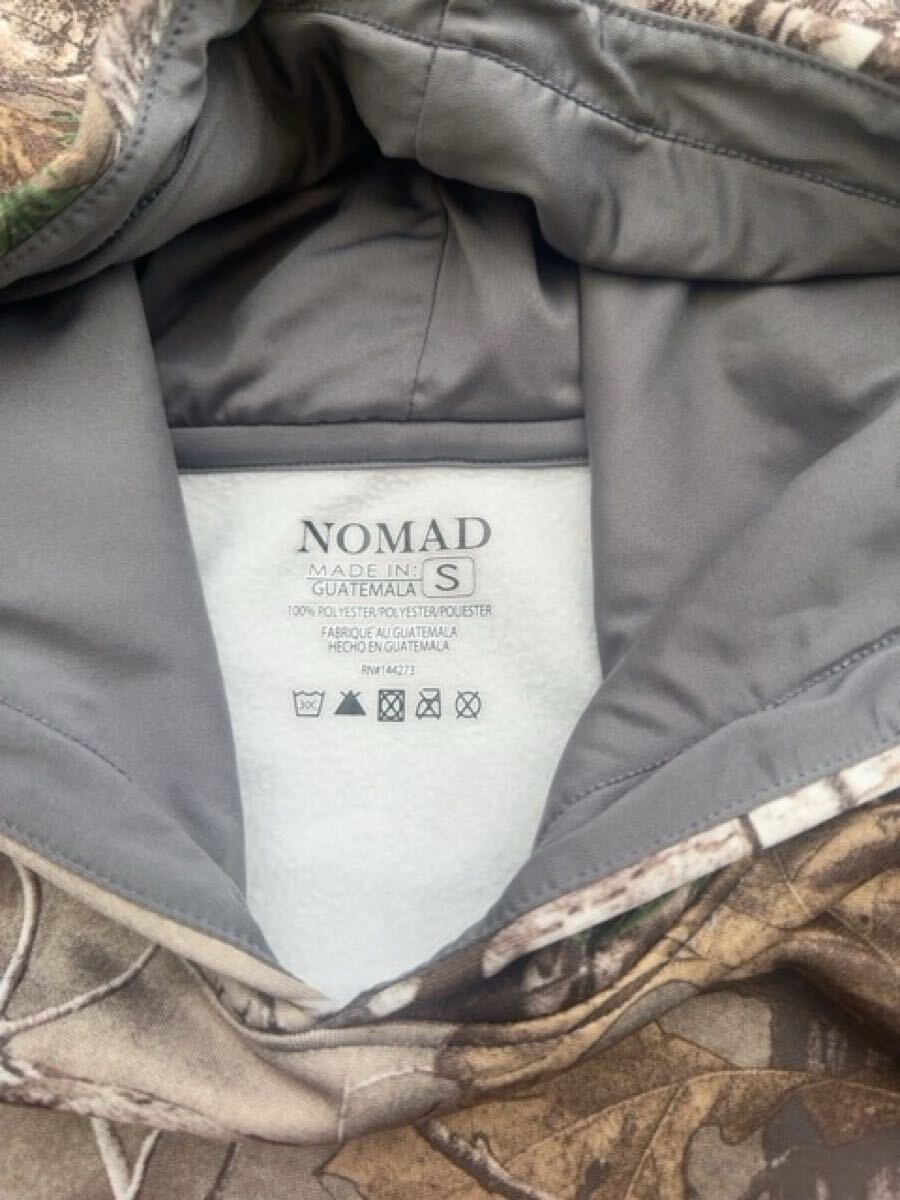 NOMAD
MADE IN: S
GUATEMALA
100% POLYESTER/POLYESTER/POLIESTER
FABRIQUE AU GUATEMALA
HECHO EN GUATEMALA
RN#144273
30C